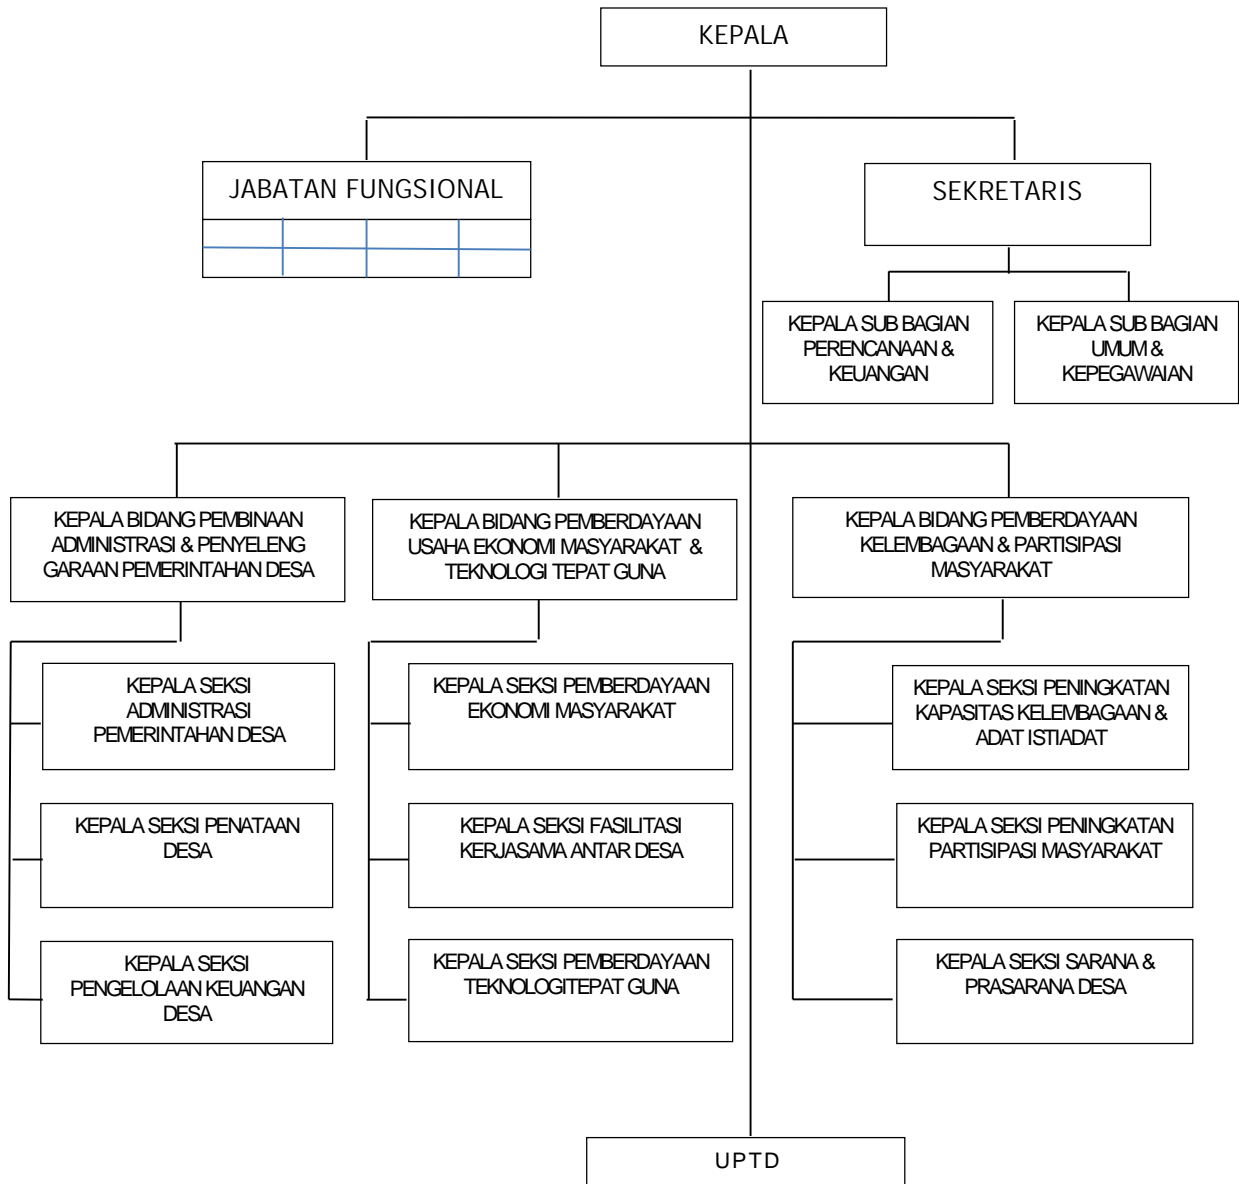 KEPALA
JABATAN FUNGSIONAL
SEKRETARIS
KEPALA SUB BAGIAN
PERENCANAAN &
KEUANGAN
KEPALA SUB BAGIAN
UMUM &
KEPEGAWAIAN
KEPALA BIDANG PEMBINAAN
ADMINISTRASI & PENYELENG
GARAAN PEMERINTAHAN DESA
KEPALA BIDANG PEMBERDAYAAN
USAHA EKONOMI MASYARAKAT &
TEKNOLOGI TEPAT GUNA
KEPALA BIDANG PEMBERDAYAAN
KELEMBAGAAN & PARTISIPASI
MASYARAKAT
KEPALA SEKSI
ADMINISTRASI
PEMERINTAHAN DESA
KEPALA SEKSI PEMBERDAYAAN
EKONOMI MASYARAKAT
KEPALA SEKSI PENINGKATAN
KAPASITAS KELEMBAGAAN &
ADAT ISTIADAT
KEPALA SEKSI PENATAAN
DESA
KEPALA SEKSI FASILITASI
KERJASAMA ANTAR DESA
KEPALA SEKSI PENINGKATAN
PARTISIPASI MASYARAKAT
KEPALA SEKSI
PENGELOLAAN KEUANGAN
DESA
KEPALA SEKSI PEMBERDAYAAN
TEKNOLOGITEPAT GUNA
KEPALA SEKSI SARANA &
PRASARANA DESA
UPTD